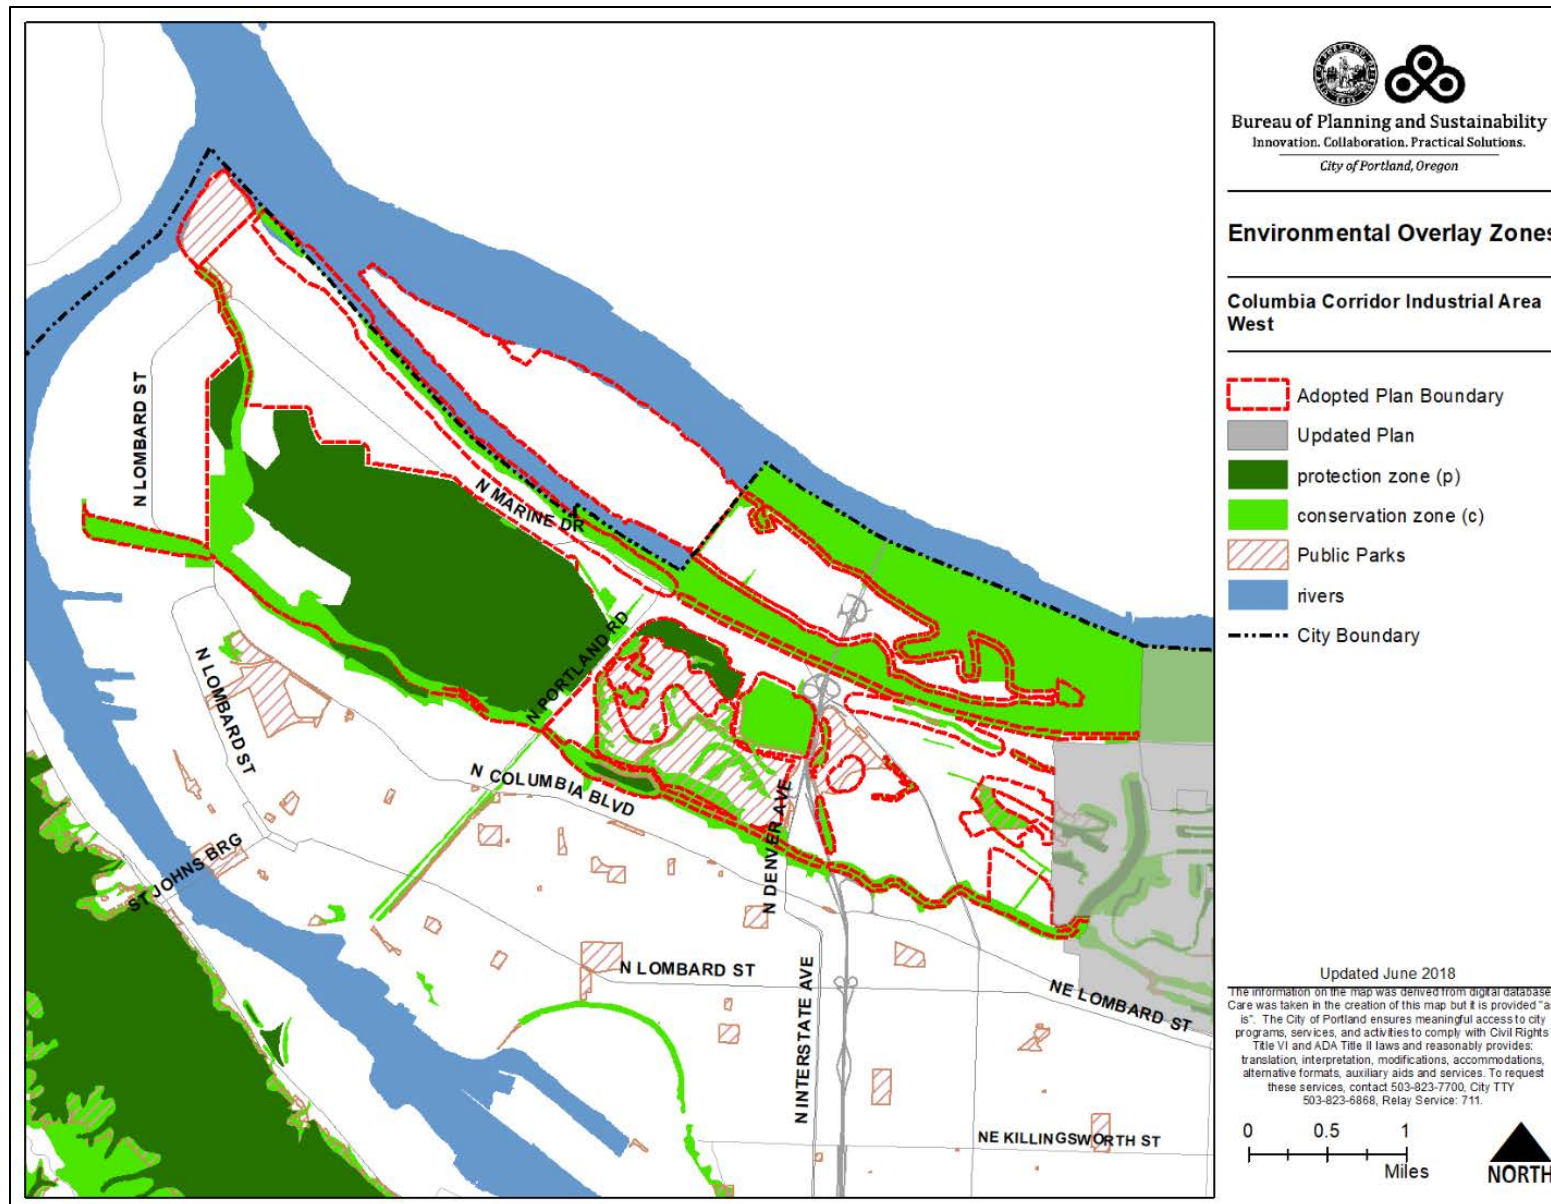 Bureau of Planning and Sustainability
Innovation. Collaboration. Practical Solutions.
City of Portland, Oregon
Environmental Overlay Zones
Columbia Corridor Industrial Area
West
Adopted Plan Boundary
Updated Plan
protection zone (p)
conservation zone (c)
Public Parks
rivers
City Boundary
N LOMBARD ST
N MARINE DR
N PORTLAND RD
N LOMBARD ST
N COLUMBIA BLVD
N DENVER AVE
ST JOHNS BRG
N LOMBARD ST
N INTERSTATE AVE
NE LOMBARD ST
NE KILLINGSWORTH ST
Updated June 2018
The information on the map was derived from digital database
Care was taken in the creation of this map but it is provided "a
is". The City of Portland ensures meaningful access to city
programs, services, and activities to comply with Civil Rights
Title VI and ADA Title II laws and reasonably provides:
translation, interpretation, modifications, accommodations,
alternative formats, auxiliary aids and services. To request
these services, contact 503-823-7700, City TTY
503-823-6868, Relay Service: 711.
0 0.5 1
Miles
NORTH